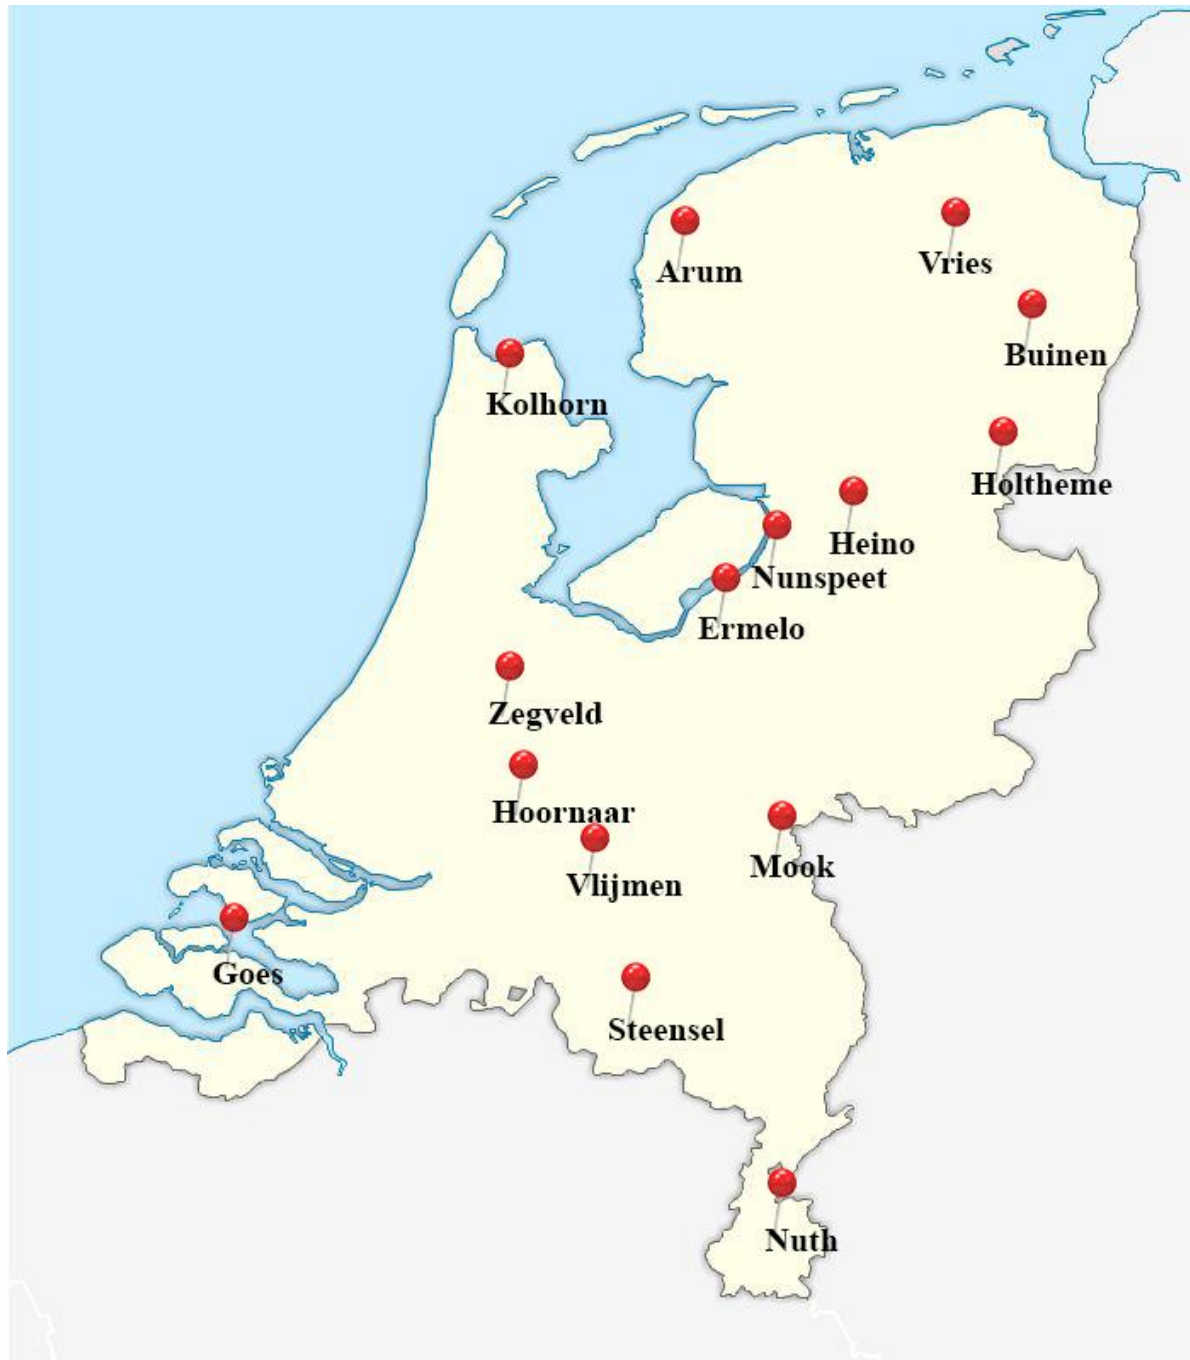 Vries
Arum
Buinen
Kolhorn
Holtheme
Heino
Nunspeet
Ermelo
Zegveld
Hoornaar
Mook
Vlijmen
Goes
Steensel
Nuth